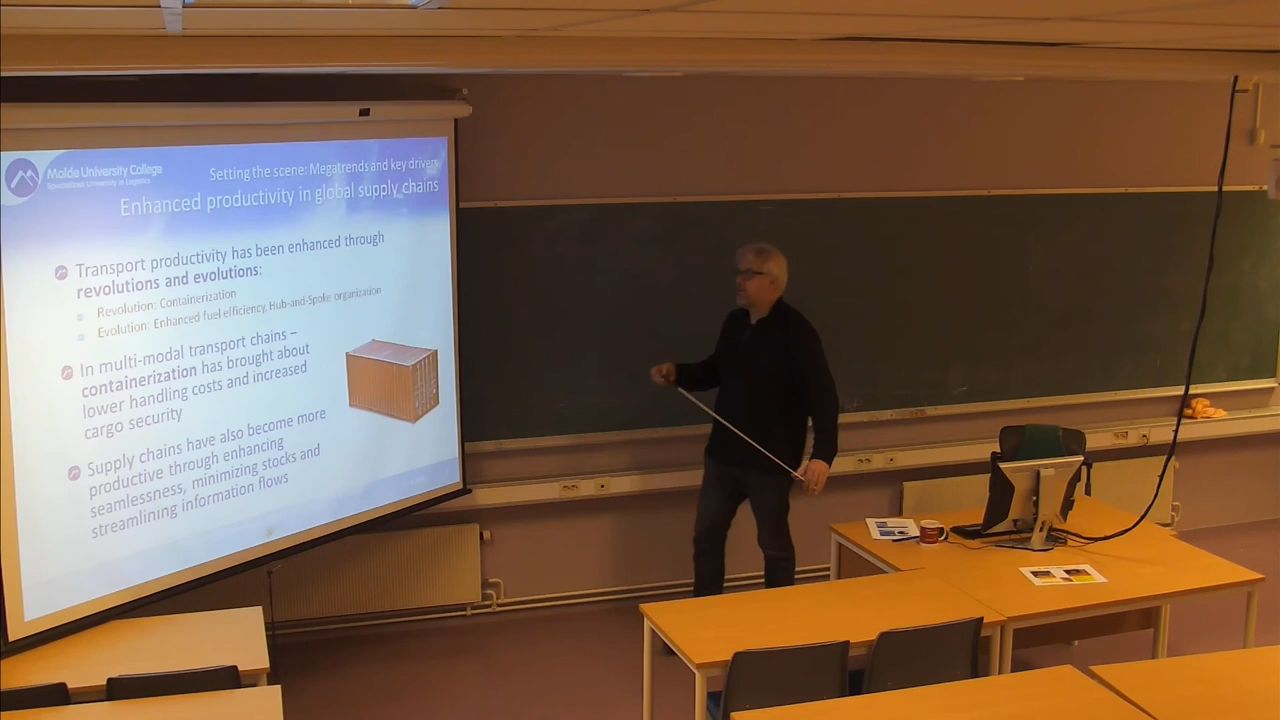 Molde University College
Specialized University in Logistics
Setting the scene: Megatrends and key drivers
Enhanced productivity in global supply chains
Transport productivity has been enhanced through
revolutions and evolutions:
Revolution: Containerization
Evolution: Enhanced fuel efficiency, Hub-and-Spoke organization
In multi-modal transport chains –
containerization has brought about
lower handling costs and increased
cargo security
Supply chains have also become more
productive through enhancing
seamlessness, minimizing stocks and
streamlining information flows